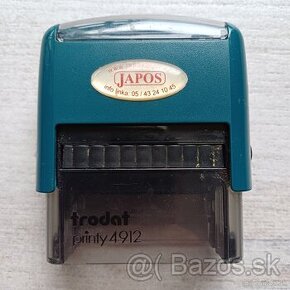 JAPOS
info linka: 05 / 43 24 10 45
trodat
printy 4912
Bazos.sk